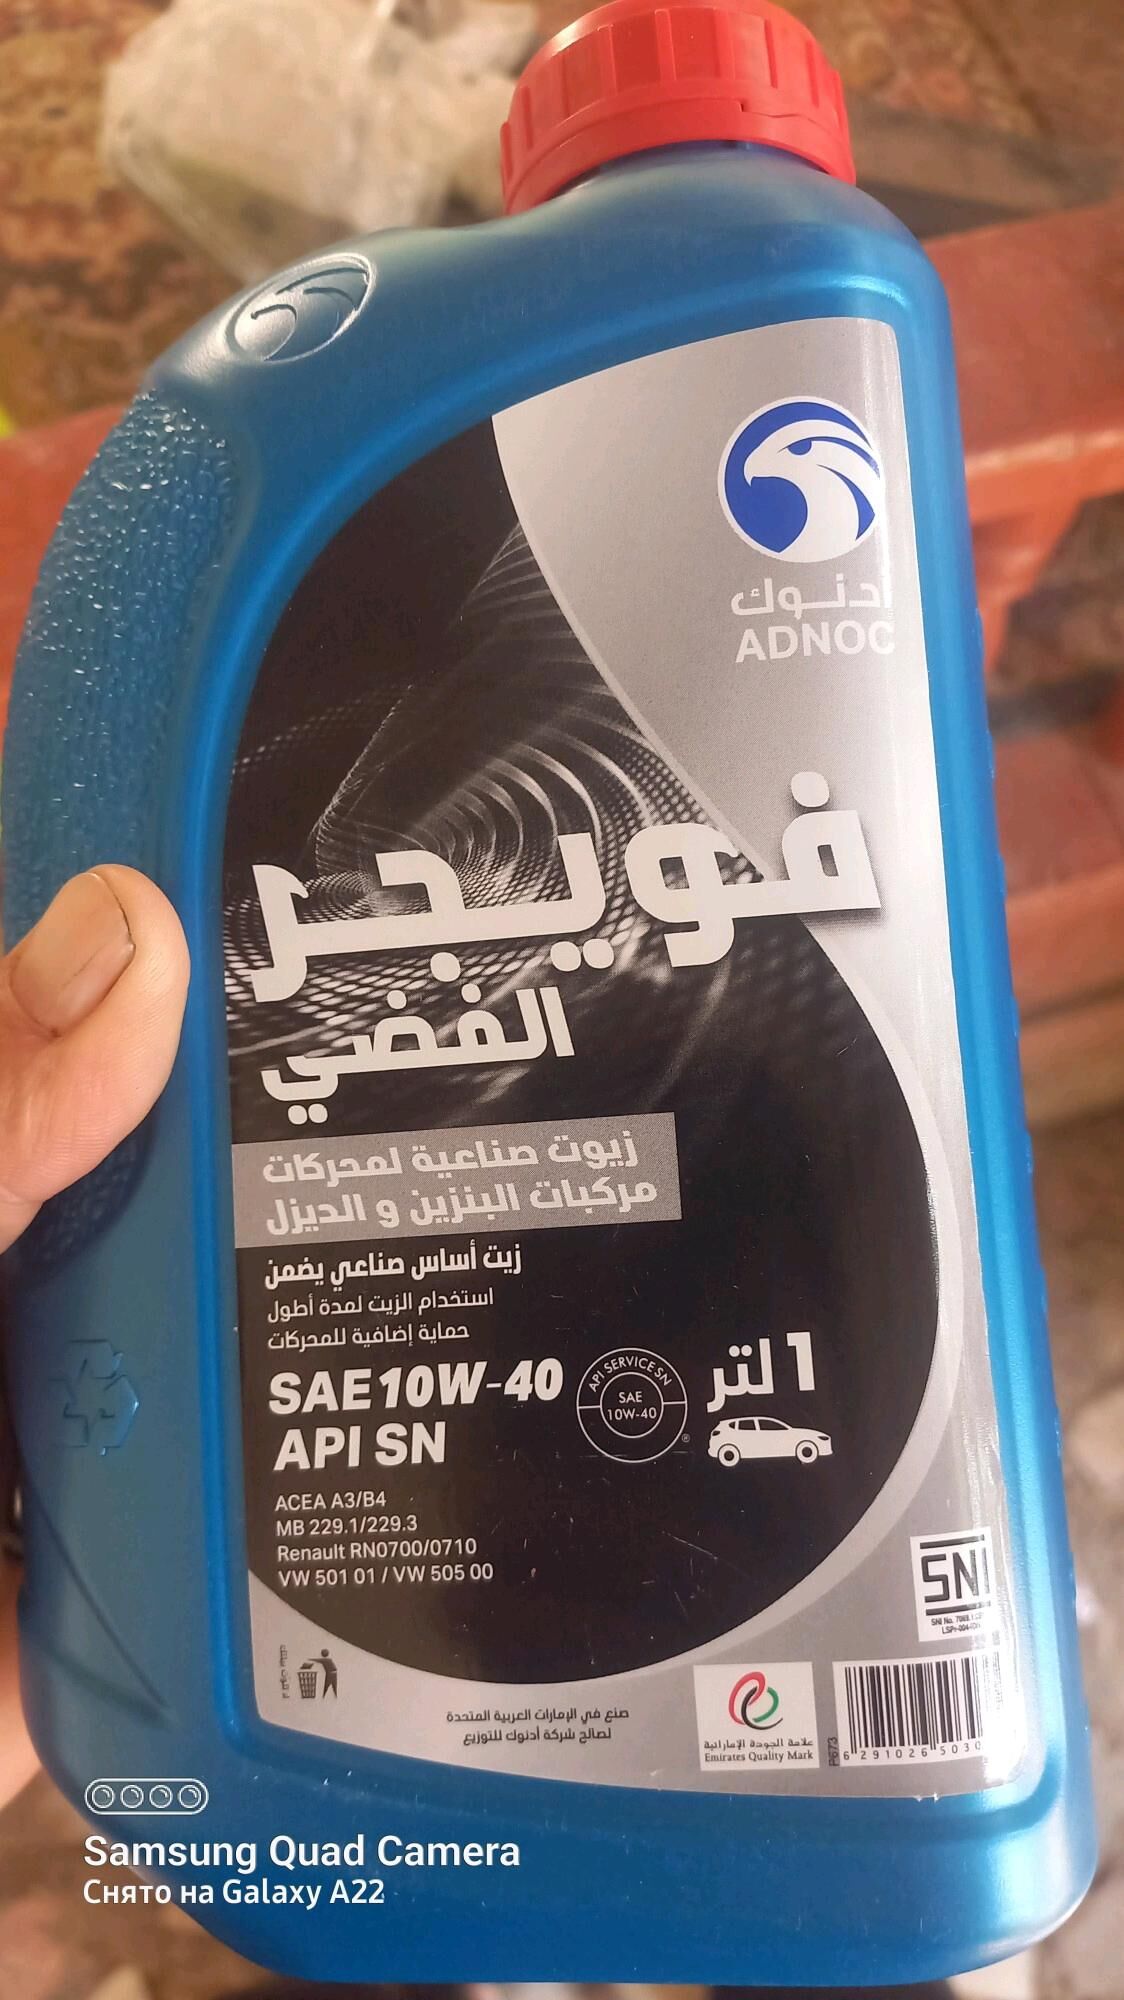 أدنوك
ADNOC
فويجر
الفضي
زيوت صناعية لمحركات
مركبات البنزين و الديزل
زيت أساس صناعي يضمن
استخدام الزيت لمدة أطول
حماية إضافية للمحركات
SAE 10W-40
API SN
API SERVICE SN
SAE
10W-40
®
1 لتر
ACEA A3/B4
MB 229.1/229.3
Renault RN0700/0710
VW 501 01 / VW 505 00
SNI
صنع في الإمارات العربية المتحدة
لصالح شركة أدنوك للتوزيع
علامة الجودة الإماراتية
Emirates Quality Mark
P673
6 291026 5030
Samsung Quad Camera
Снято на Galaxy A22